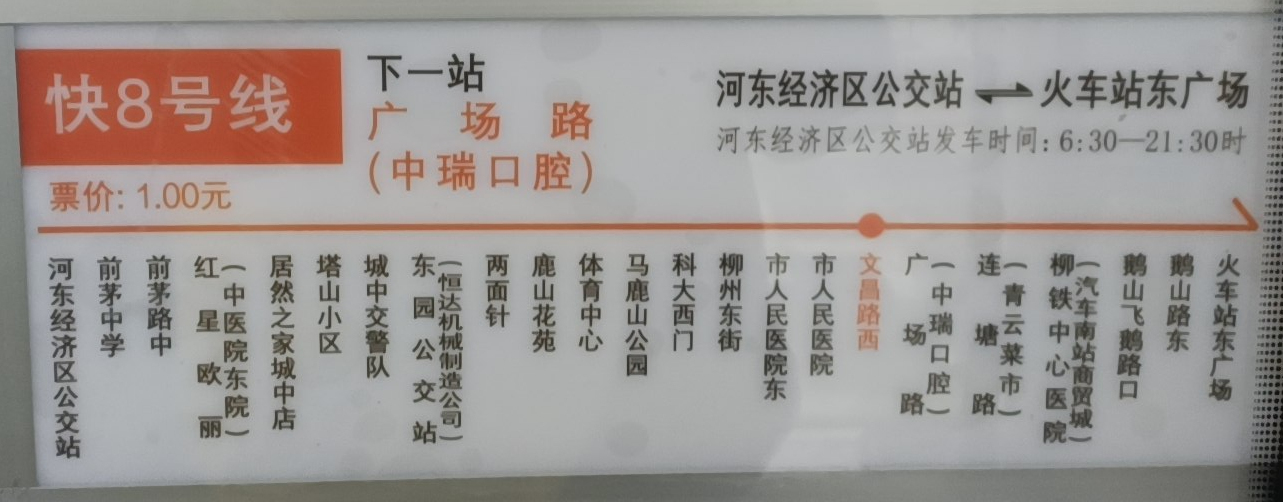 快8号线
票价: 1.00元
下一站
广场路
(中瑞口腔)
河东经济区公交站 ⇌ 火车站东广场
河东经济区公交站发车时间: 6:30—21:30时
河东经济区公交站
前茅中学
前茅路中
红星欧丽
(中医院东院)
居然之家城中店
塔山小区
城中交警队
东园公交站
(恒达机械制造公司)
两面针
鹿山花苑
体育中心
马鹿山公园
科大西门
柳州东街
市人民医院东
市人民医院
文昌路西
广场路
(中瑞口腔)
连塘路
(青云菜市)
柳铁中心医院
(汽车南站商贸城)
鹅山飞鹅路口
鹅山路东
火车站东广场